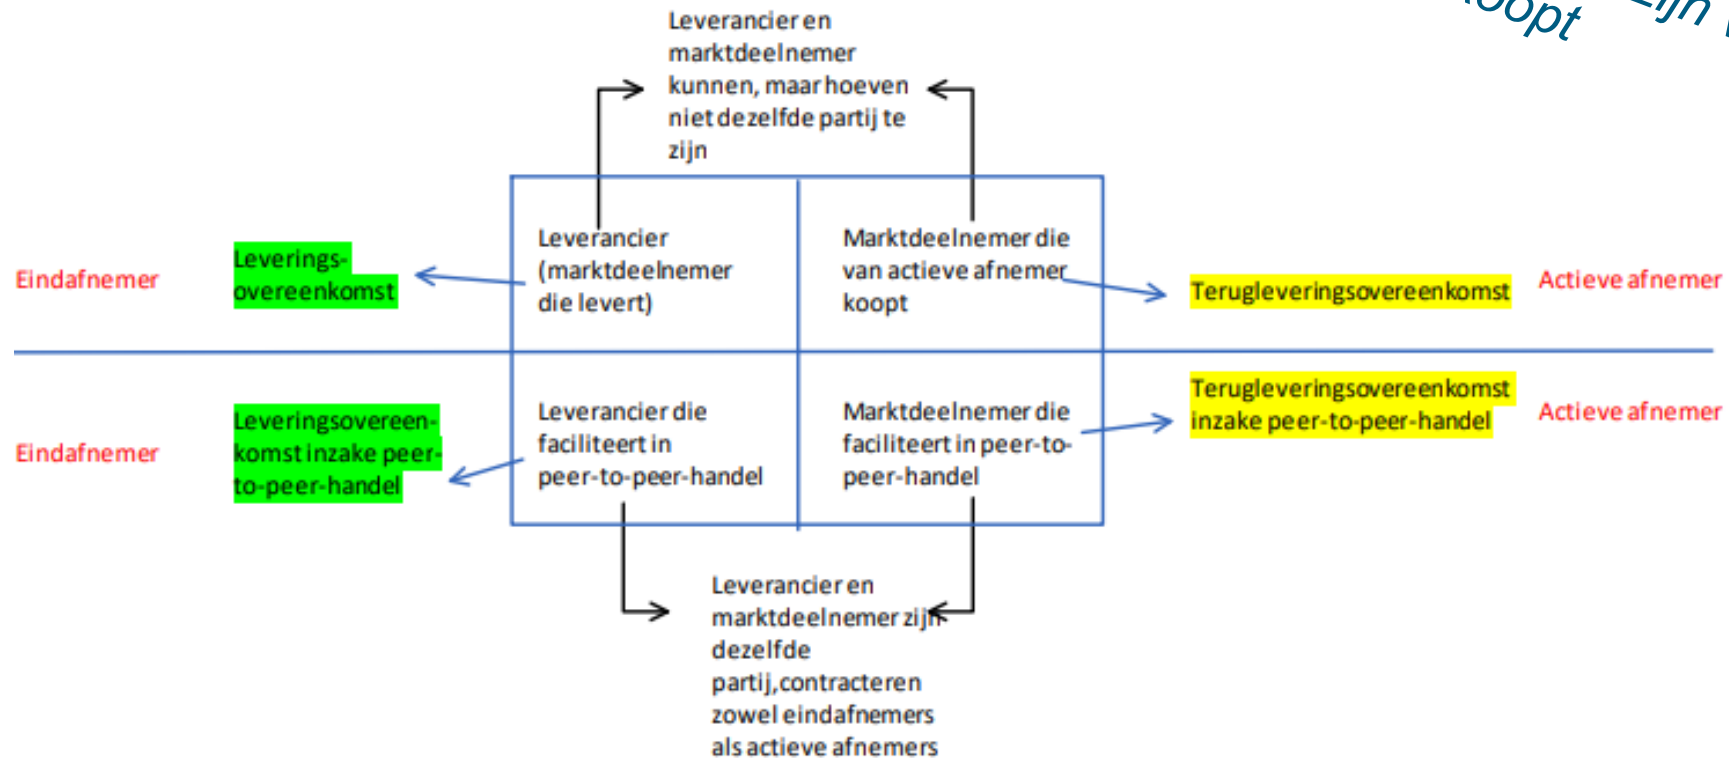 Leverancier en
marktdeelnemer
kunnen, maar hoeven
niet dezelfde partij te
zijn
koopt
zijn
Eindafnemer
Leverings-
overeenkomst
Leverancier
(marktdeelnemer
die levert)
Marktdeelnemer die
van actieve afnemer
koopt
Terugleveringsovereenkomst
Actieve afnemer
Eindafnemer
Leveringsovereen-
komst inzake peer-
to-peer-handel
Leverancier die
faciliteert in
peer-to-peer-handel
Marktdeelnemer die
faciliteert in peer-to-
peer-handel
Terugleveringsovereenkomst
inzake peer-to-peer-handel
Actieve afnemer
Leverancier en
marktdeelnemer zijn
dezelfde
partij,contracteren
zowel eindafnemers
als actieve afnemers